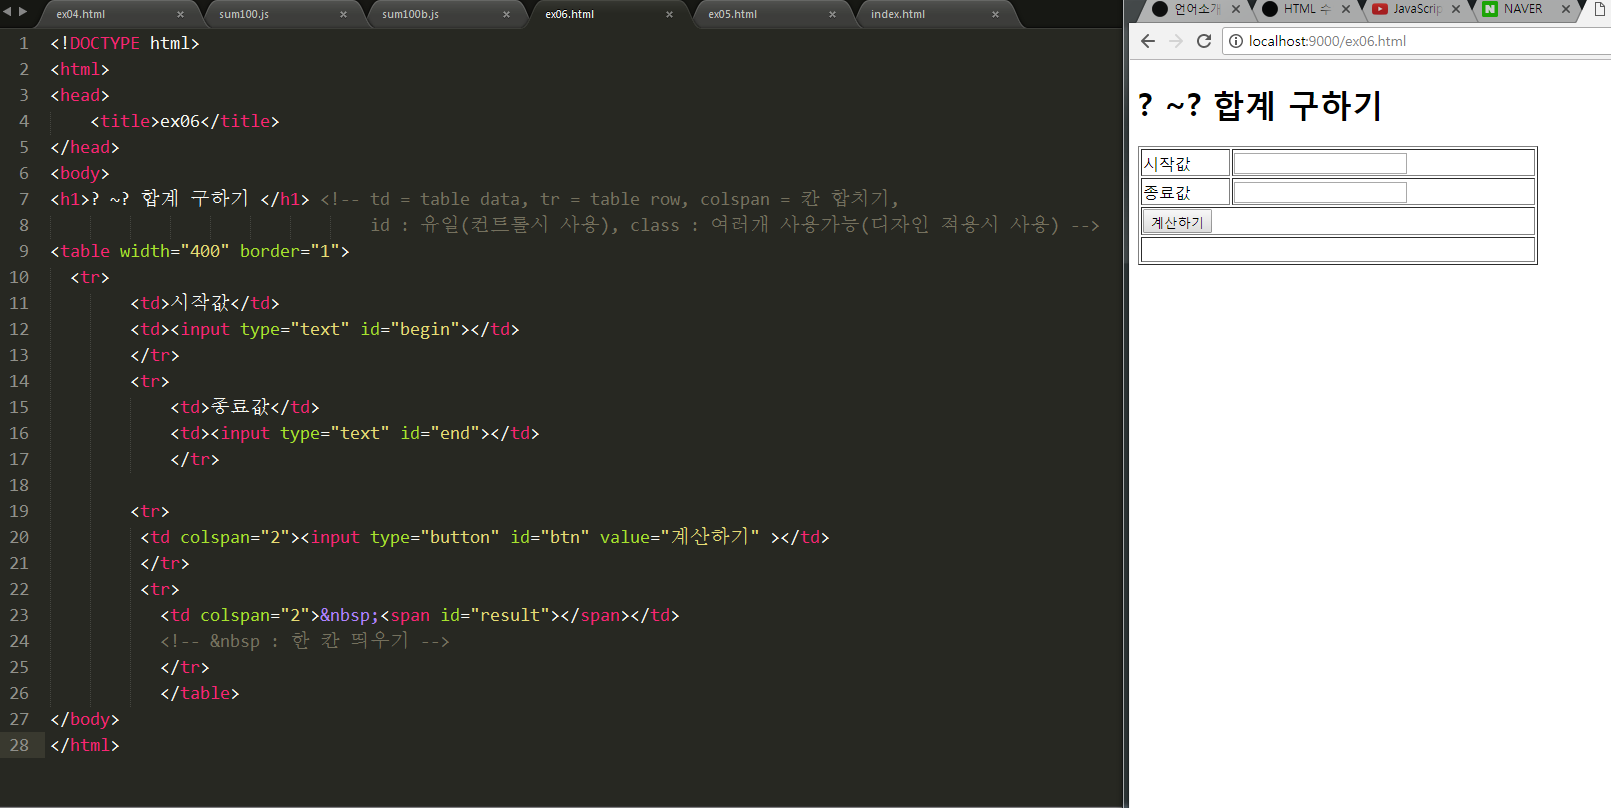 ex04.html
sum100.js
sum100b.js
ex06.html
ex05.html
index.html
1 <!DOCTYPE html>
2 <html>
3 <head>
4 <title>ex06</title>
5 </head>
6 <body>
7 <h1>? ~? 합계 구하기 </h1> <!-- td = table data, tr = table row, colspan = 칸 합치기,
8 id : 유일(컨트롤시 사용), class : 여러개 사용가능(디자인 적용시 사용) -->
9 <table width="400" border="1">
10 <tr>
11 <td>시작값</td>
12 <td><input type="text" id="begin"></td>
13 </tr>
14 <tr>
15 <td>종료값</td>
16 <td><input type="text" id="end"></td>
17 </tr>
18
19 <tr>
20 <td colspan="2"><input type="button" id="btn" value="계산하기" ></td>
21 </tr>
22 <tr>
23 <td colspan="2">&nbsp;<span id="result"></span></td>
24 <!-- &nbsp : 한 칸 띄우기 -->
25 </tr>
26 </table>
27 </body>
28 </html>
언어소개
HTML 수
JavaScrip
NAVER
localhost:9000/ex06.html
? ~? 합계 구하기
시작값
종료값
계산하기